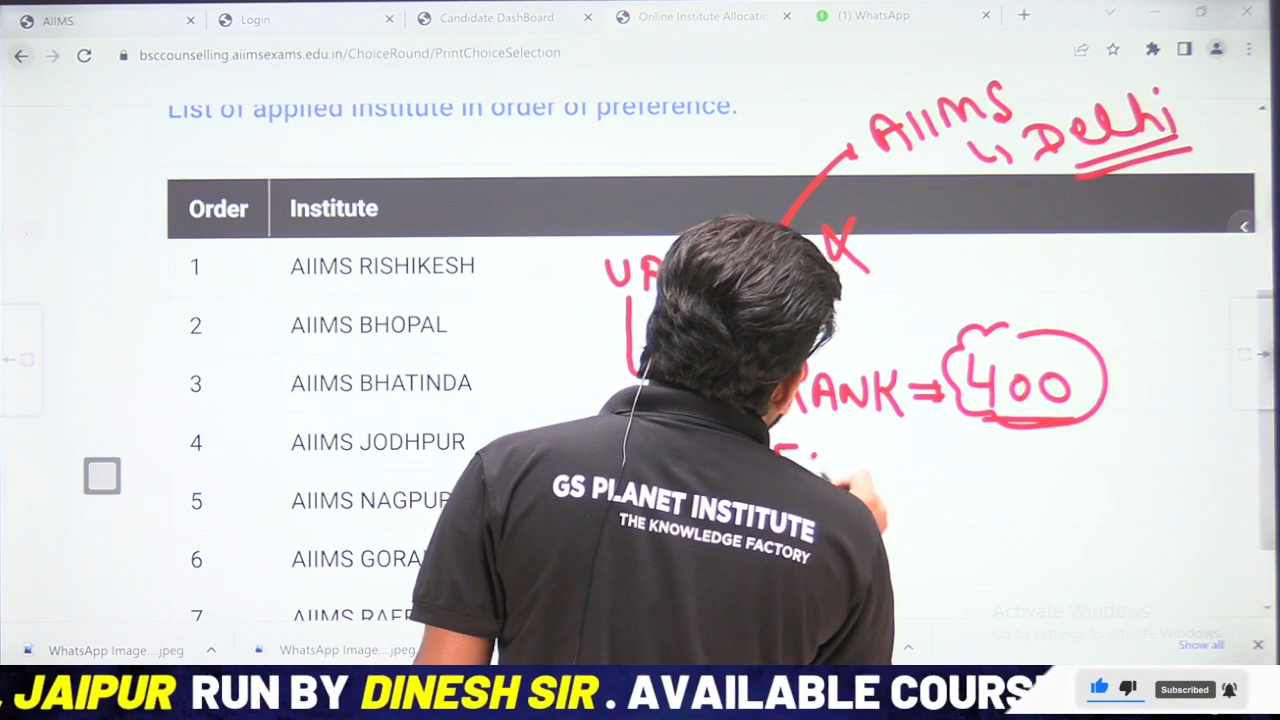 AIIMS
Login
Candidate DashBoard
Online Institute Allocatio
(1) WhatsApp
bsccounselling.aiimsexams.edu.in/ChoiceRound/PrintChoiceSelection
List of applied institute in order of preference.
AIIMS
Delhi
Order Institute
1 AIIMS RISHIKESH
2 AIIMS BHOPAL
3 AIIMS BHATINDA
RANK ⇒ 400
4 AIIMS JODHPUR
5 AIIMS NAGPUR
6 AIIMS GORA
7
GS PLANET INSTITUTE
THE KNOWLEDGE FACTORY
Activate Windows
Go to Settings to activate Windows.
WhatsApp Image....jpeg
WhatsApp Image....jpeg
Show all
JAIPUR RUN BY DINESH SIR . AVAILABLE COURS
Subscribed